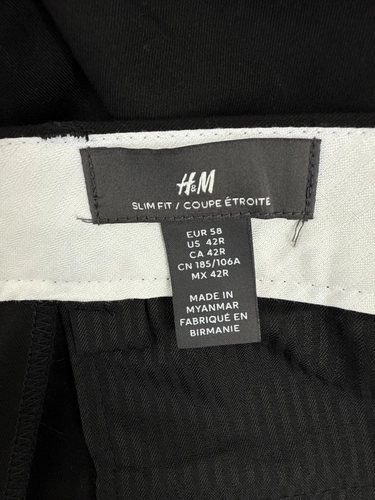 H&M
SLIM FIT / COUPE ÉTROITE
EUR 58
US 42R
CA 42R
CN 185/106A
MX 42R
MADE IN
MYANMAR
FABRIQUÉ EN
BIRMANIE